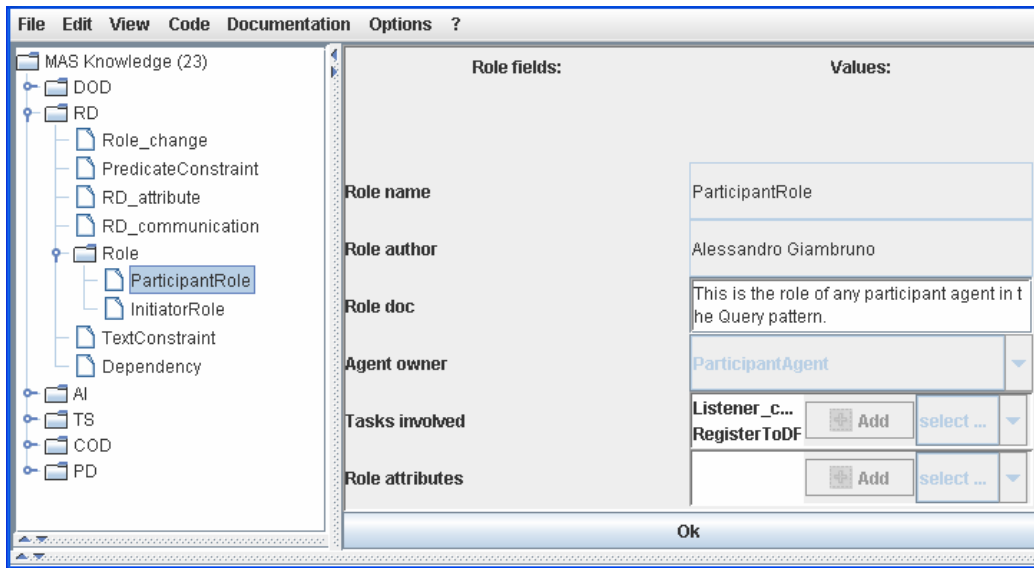 File Edit View Code Documentation Options ?
MAS Knowledge (23)
DOD
RD
Role_change
PredicateConstraint
RD_attribute
RD_communication
Role
ParticipantRole
InitiatorRole
TextConstraint
Dependency
AI
TS
COD
PD
Role fields: Values:
Role name ParticipantRole
Role author Alessandro Giambruno
Role doc This is the role of any participant agent in t
he Query pattern.
Agent owner ParticipantAgent
Tasks involved Listener_c... Add select ...
RegisterToDF
Role attributes Add select ...
Ok